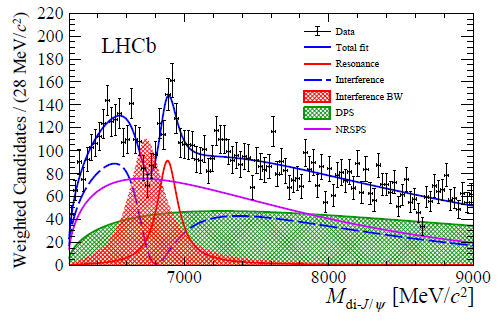 LHCb
Data
Total fit
Resonance
Interference
Interference BW
DPS
NRSPS
Weighted Candidates / (28 MeV/c²)
220
200
180
160
140
120
100
80
60
40
20
0
7000 8000 9000
M_di-J/ψ [MeV/c²]